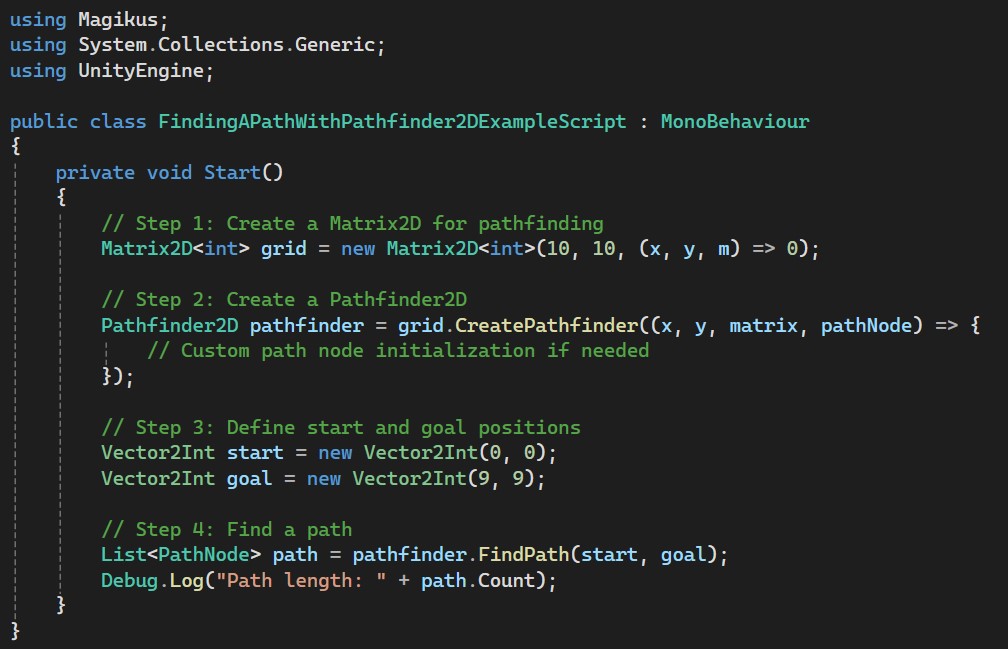 using Magikus;
using System.Collections.Generic;
using UnityEngine;

public class FindingAPathWithPathfinder2DExampleScript : MonoBehaviour
{
    private void Start()
    {
        // Step 1: Create a Matrix2D for pathfinding
        Matrix2D<int> grid = new Matrix2D<int>(10, 10, (x, y, m) => 0);

        // Step 2: Create a Pathfinder2D
        Pathfinder2D pathfinder = grid.CreatePathfinder((x, y, matrix, pathNode) => {
            // Custom path node initialization if needed
        });

        // Step 3: Define start and goal positions
        Vector2Int start = new Vector2Int(0, 0);
        Vector2Int goal = new Vector2Int(9, 9);

        // Step 4: Find a path
        List<PathNode> path = pathfinder.FindPath(start, goal);
        Debug.Log("Path length: " + path.Count);
    }
}